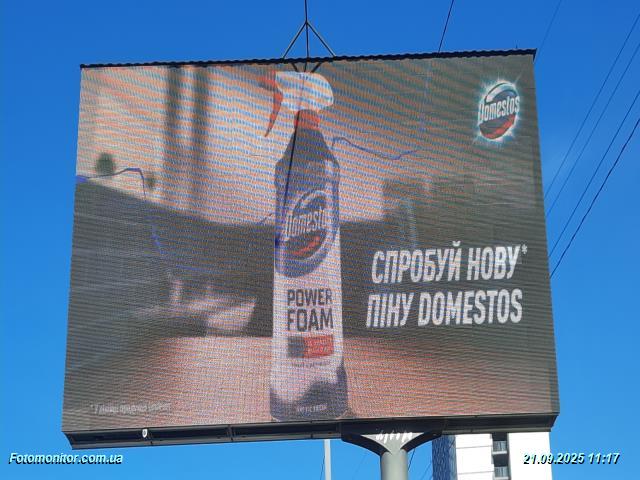 Domestos
Domestos
POWER
FOAM
СПРОБУЙ НОВУ*
ПІНУ DOMESTOS
Fotomonitor.com.ua
21.09.2025 11:17